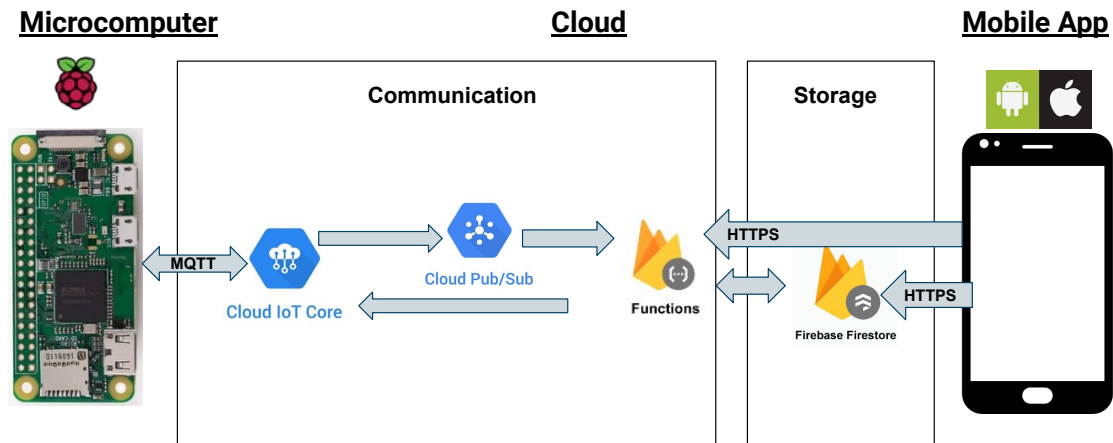 Microcomputer
Cloud
Mobile App
Communication
Storage
HTTPS
MQTT
Cloud Pub/Sub
HTTPS
Cloud IoT Core
Functions
Firebase Firestore